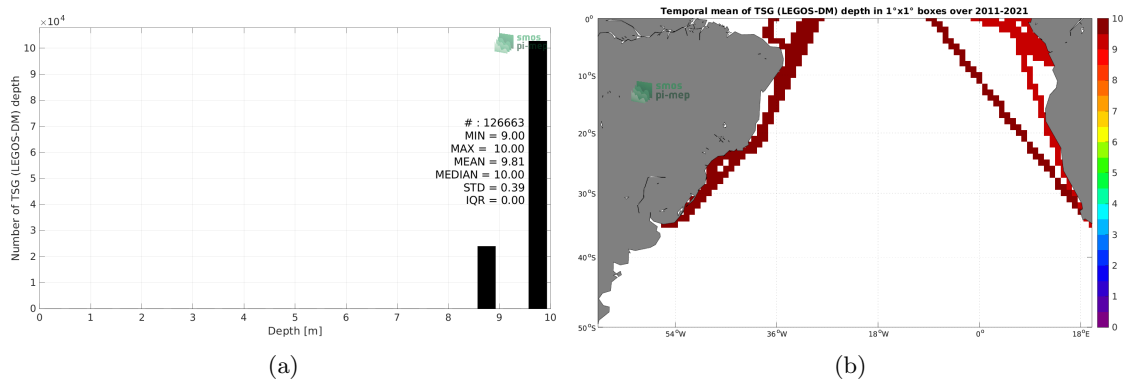 ×10⁴
10
9
8
7
6
5
4
3
2
1
0
Number of TSG (LEGOS-DM) depth
smos
pi-mep
# : 126663
MIN = 9.00
MAX = 10.00
MEAN = 9.81
MEDIAN = 10.00
STD = 0.39
IQR = 0.00
0 1 2 3 4 5 6 7 8 9 10
Depth [m]
(a)
Temporal mean of TSG (LEGOS-DM) depth in 1°x1° boxes over 2011-2021
0°
10°S
20°S
30°S
40°S
50°S
smos
pi-mep
54°W 36°W 18°W 0° 18°E
10
9
8
7
6
5
4
3
2
1
0
(b)